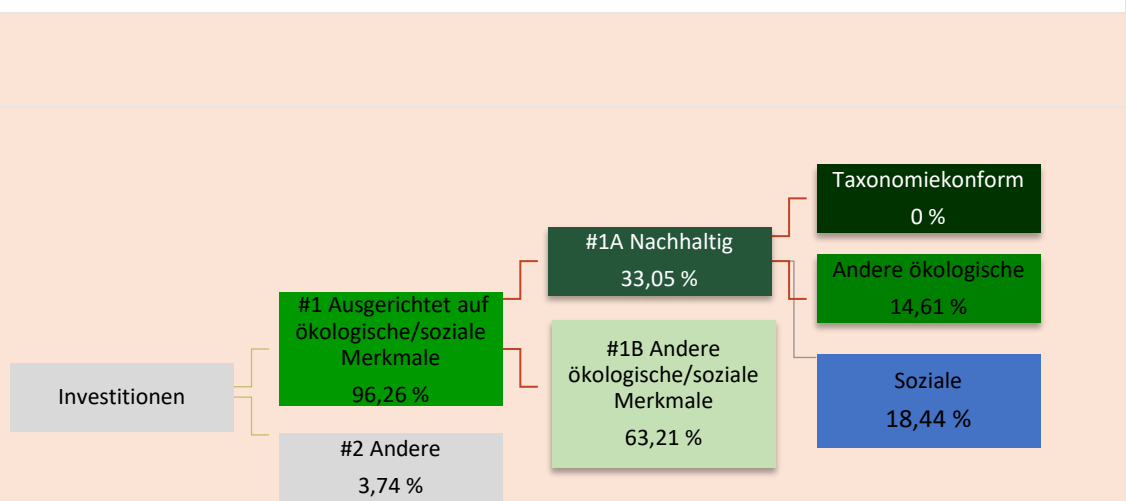 Investitionen
#1 Ausgerichtet auf
ökologische/soziale
Merkmale
96,26 %
#2 Andere
3,74 %
#1A Nachhaltig
33,05 %
#1B Andere
ökologische/soziale
Merkmale
63,21 %
Taxonomiekonform
0 %
Andere ökologische
14,61 %
Soziale
18,44 %